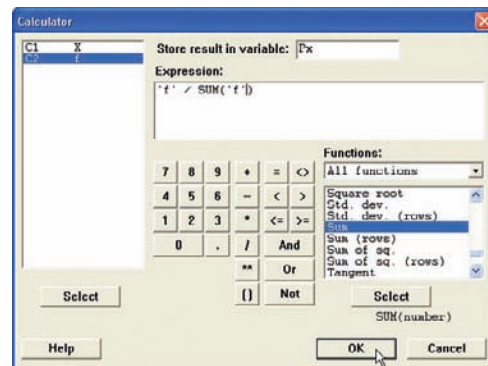 Calculator
C1 X
C2 f
Store result in variable: Px
Expression:
'f' / SUM('f')
Functions:
All functions
7 8 9 + = <>
4 5 6 - < >
1 2 3 * <= >=
0 . / And
** Or
() Not
Square root
Std. dev.
Std. dev. (rows)
Sum
Sum (rows)
Sum of sq.
Sum of sq. (rows)
Tangent
Select
Select
SUM(number)
Help
OK
Cancel